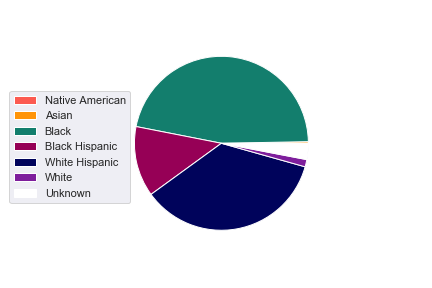 Native American
Asian
Black
Black Hispanic
White Hispanic
White
Unknown